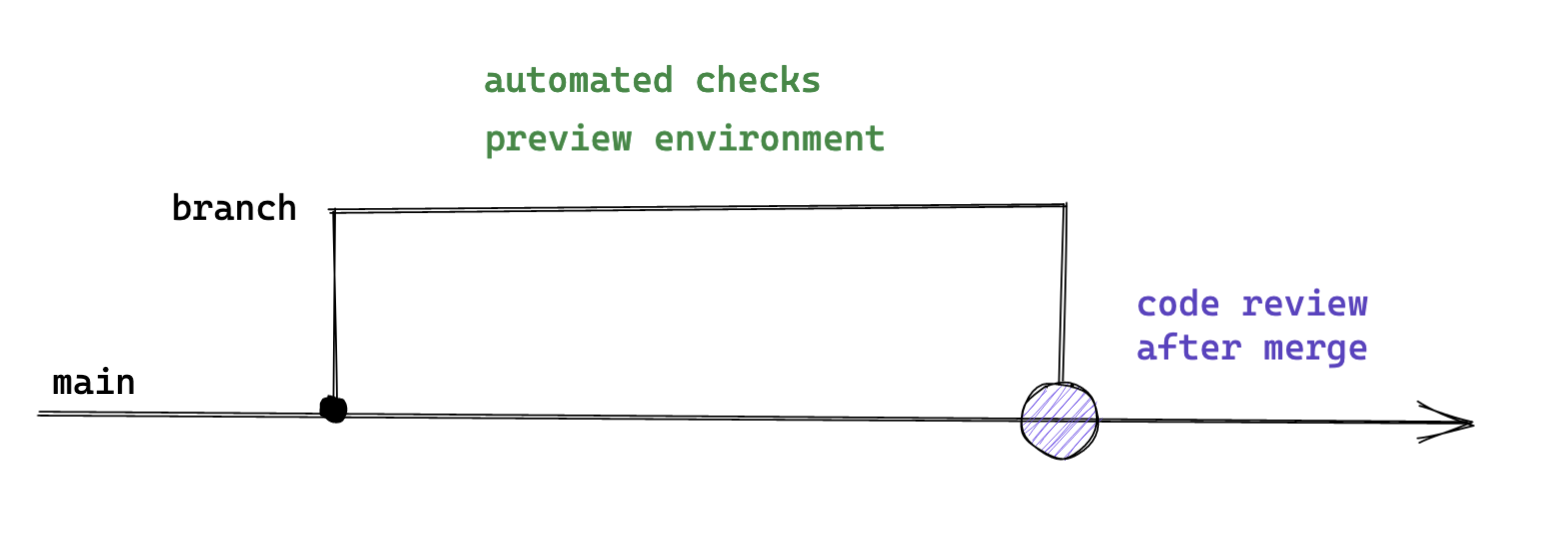 automated checks
preview environment
branch
code review
after merge
main